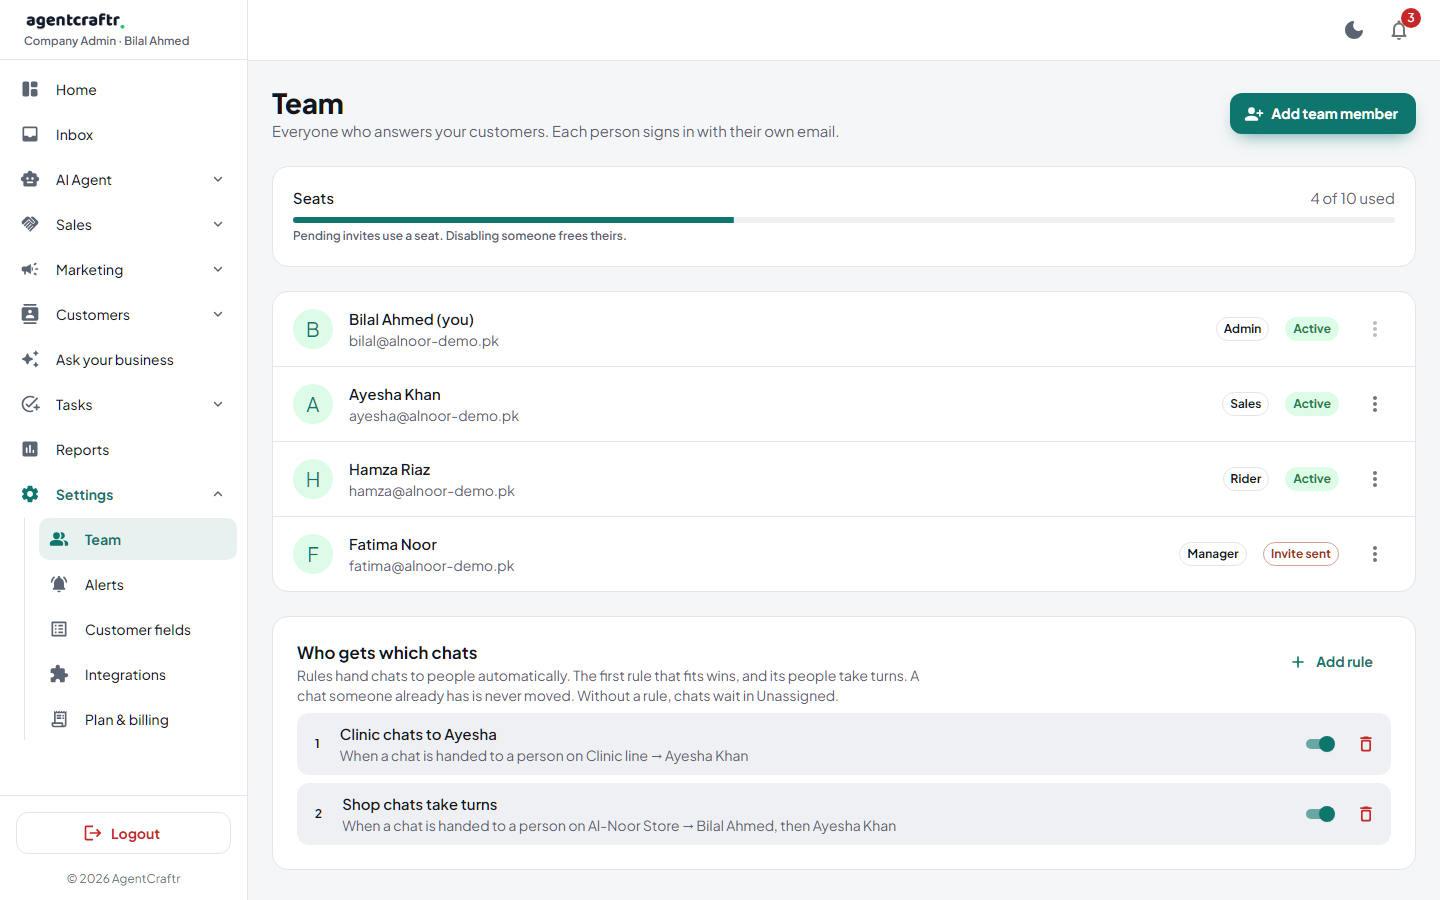 agentcraftr.
Company Admin · Bilal Ahmed
Home
Inbox
AI Agent
Sales
Marketing
Customers
Ask your business
Tasks
Reports
Settings
Team
Alerts
Customer fields
Integrations
Plan & billing
Logout
© 2026 AgentCraftr
3
Team
Everyone who answers your customers. Each person signs in with their own email.
Add team member
Seats
4 of 10 used
Pending invites use a seat. Disabling someone frees theirs.
B
Bilal Ahmed (you)
bilal@alnoor-demo.pk
Admin
Active
A
Ayesha Khan
ayesha@alnoor-demo.pk
Sales
Active
H
Hamza Riaz
hamza@alnoor-demo.pk
Rider
Active
F
Fatima Noor
fatima@alnoor-demo.pk
Manager
Invite sent
Who gets which chats
Rules hand chats to people automatically. The first rule that fits wins, and its people take turns. A
chat someone already has is never moved. Without a rule, chats wait in Unassigned.
Add rule
1
Clinic chats to Ayesha
When a chat is handed to a person on Clinic line → Ayesha Khan
2
Shop chats take turns
When a chat is handed to a person on Al-Noor Store → Bilal Ahmed, then Ayesha Khan